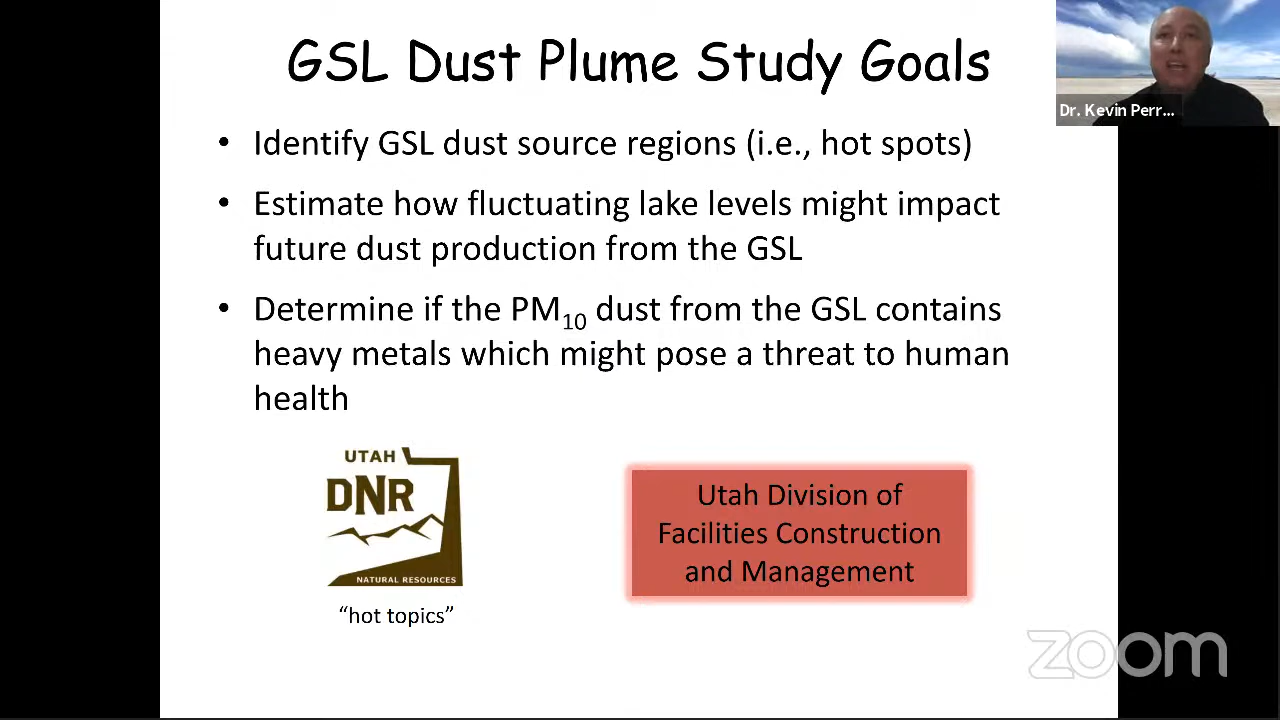 GSL Dust Plume Study Goals
Dr. Kevin Perr...
• Identify GSL dust source regions (i.e., hot spots)
• Estimate how fluctuating lake levels might impact
future dust production from the GSL
• Determine if the PM10 dust from the GSL contains
heavy metals which might pose a threat to human
health
UTAH
DNR
NATURAL RESOURCES
“hot topics”
Utah Division of
Facilities Construction
and Management
zoom